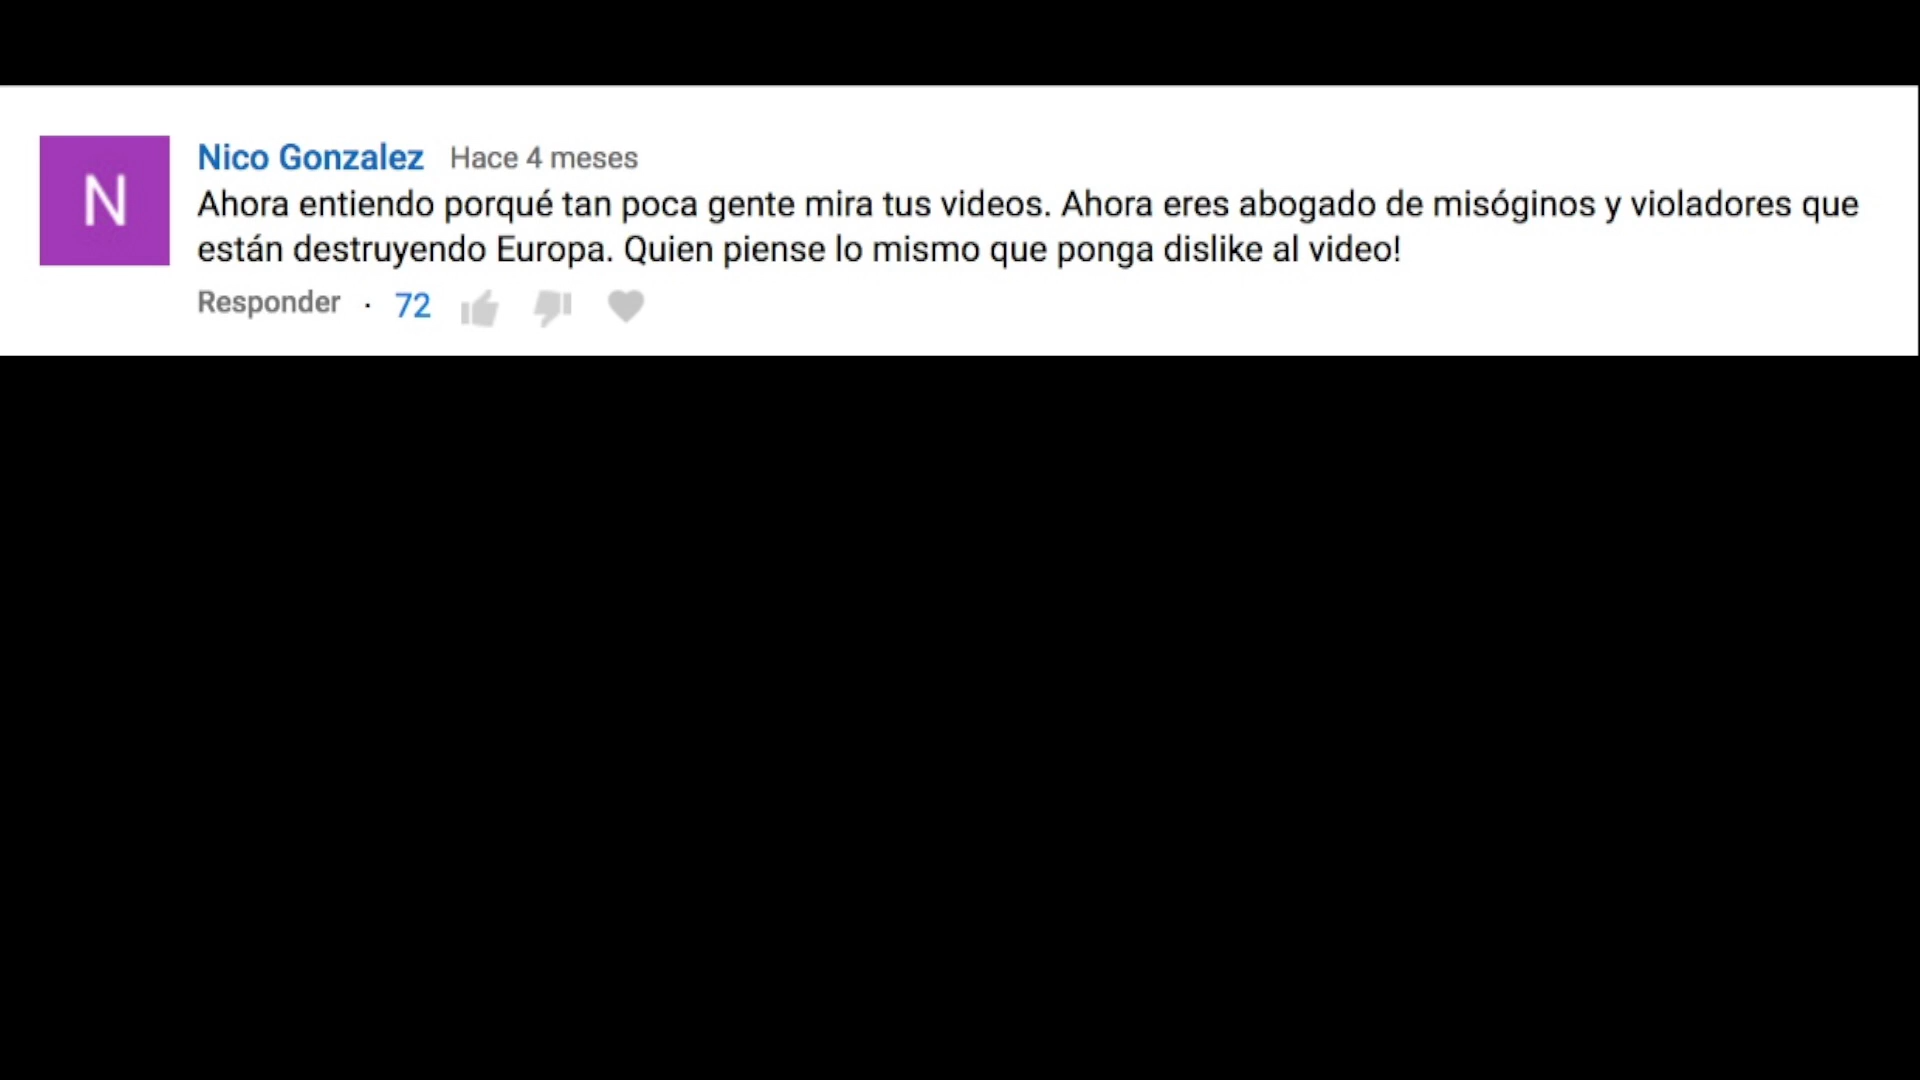 N
Nico Gonzalez Hace 4 meses
Ahora entiendo porqué tan poca gente mira tus videos. Ahora eres abogado de misóginos y violadores que
están destruyendo Europa. Quien piense lo mismo que ponga dislike al video!
Responder · 72